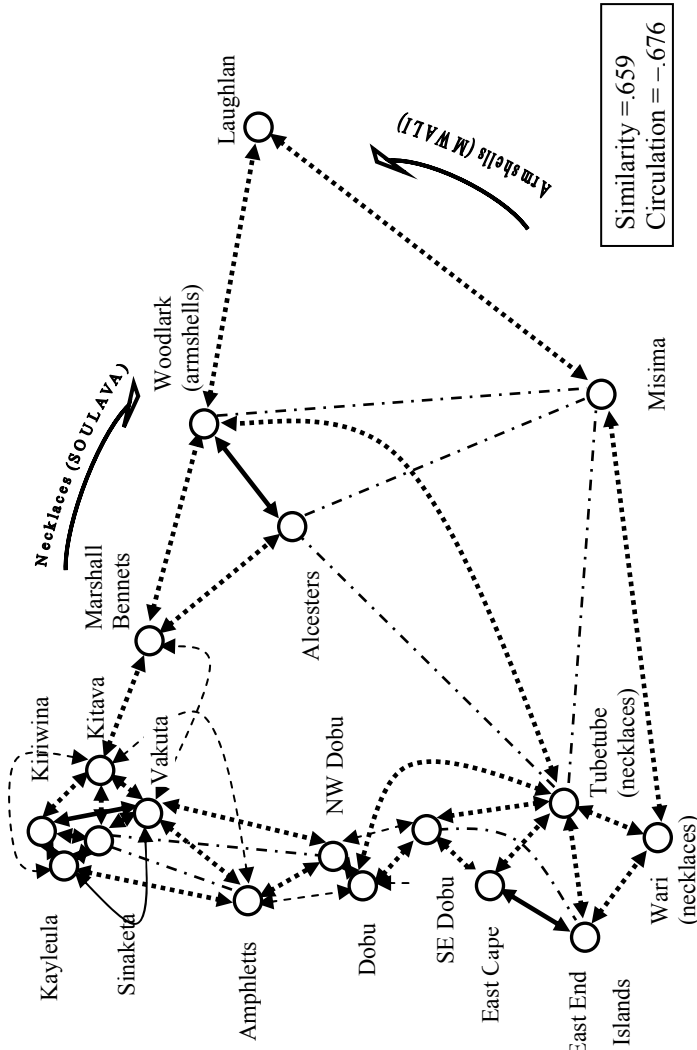 Kayleula
Sinaketa
Amphletts
Dobu
SE Dobu
East Cape
East End
Islands
Kiriwina
Kitava
Vakuta
NW Dobu
Tubetube
(necklaces)
Wari
(necklaces)
Marshall
Bennets
Alcesters
Necklaces (SOULAVA)
Woodlark
(armshells)
Misima
Laughlan
Armshells (MWALI)
Similarity =.659
Circulation = –.676